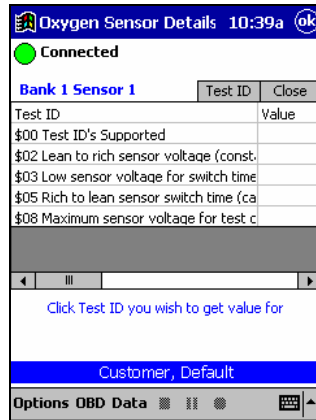 Oxygen Sensor Details 10:39a ok
Connected
Bank 1 Sensor 1 Test ID Close
Test ID Value
$00 Test ID's Supported
$02 Lean to rich sensor voltage (const.
$03 Low sensor voltage for switch time
$05 Rich to lean sensor switch time (ca
$08 Maximum sensor voltage for test c
Click Test ID you wish to get value for
Customer, Default
Options OBD Data